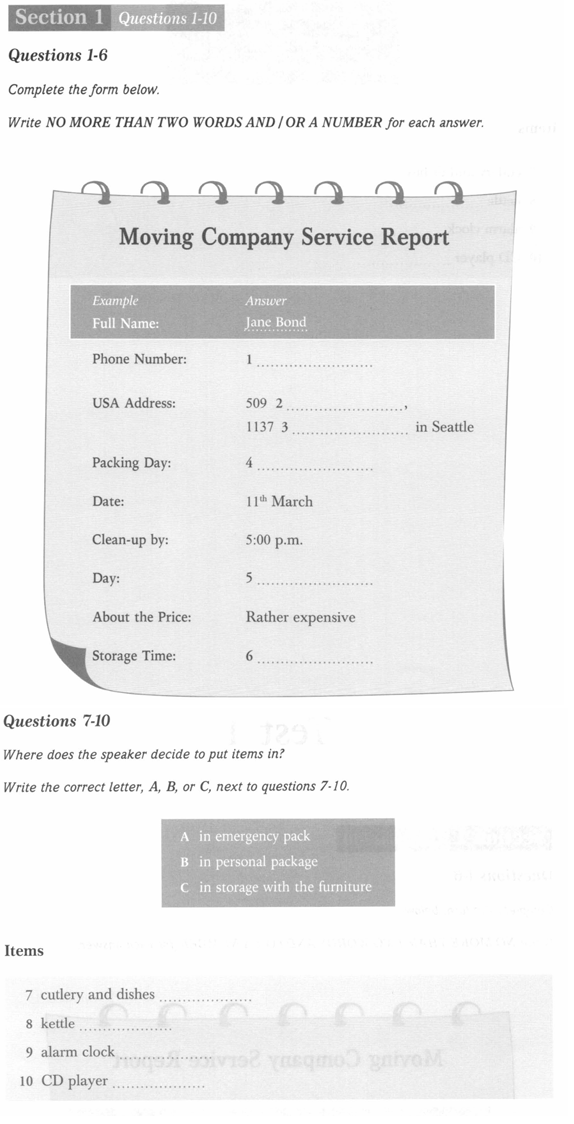 Section 1 Questions 1-10
Questions 1-6
Complete the form below.
Write NO MORE THAN TWO WORDS AND / OR A NUMBER for each answer.
Moving Company Service Report
Example Answer
Full Name: Jane Bond
Phone Number: 1 ........................
USA Address: 509 2 ........................,
1137 3 ........................ in Seattle
Packing Day: 4 ........................
Date: 11th March
Clean-up by: 5:00 p.m.
Day: 5 ........................
About the Price: Rather expensive
Storage Time: 6 ........................
Questions 7-10
Where does the speaker decide to put items in?
Write the correct letter, A, B, or C, next to questions 7-10.
A in emergency pack
B in personal package
C in storage with the furniture
Items
7 cutlery and dishes ....................
8 kettle ....................
9 alarm clock ....................
10 CD player ....................